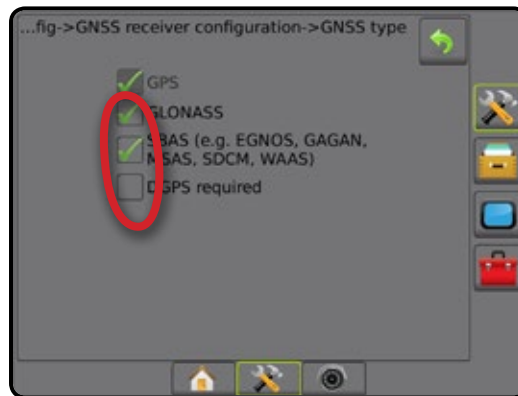 ...fig->GNSS receiver configuration->GNSS type
GPS
GLONASS
SBAS (e.g. EGNOS, GAGAN,
MSAS, SDCM, WAAS)
DGPS required